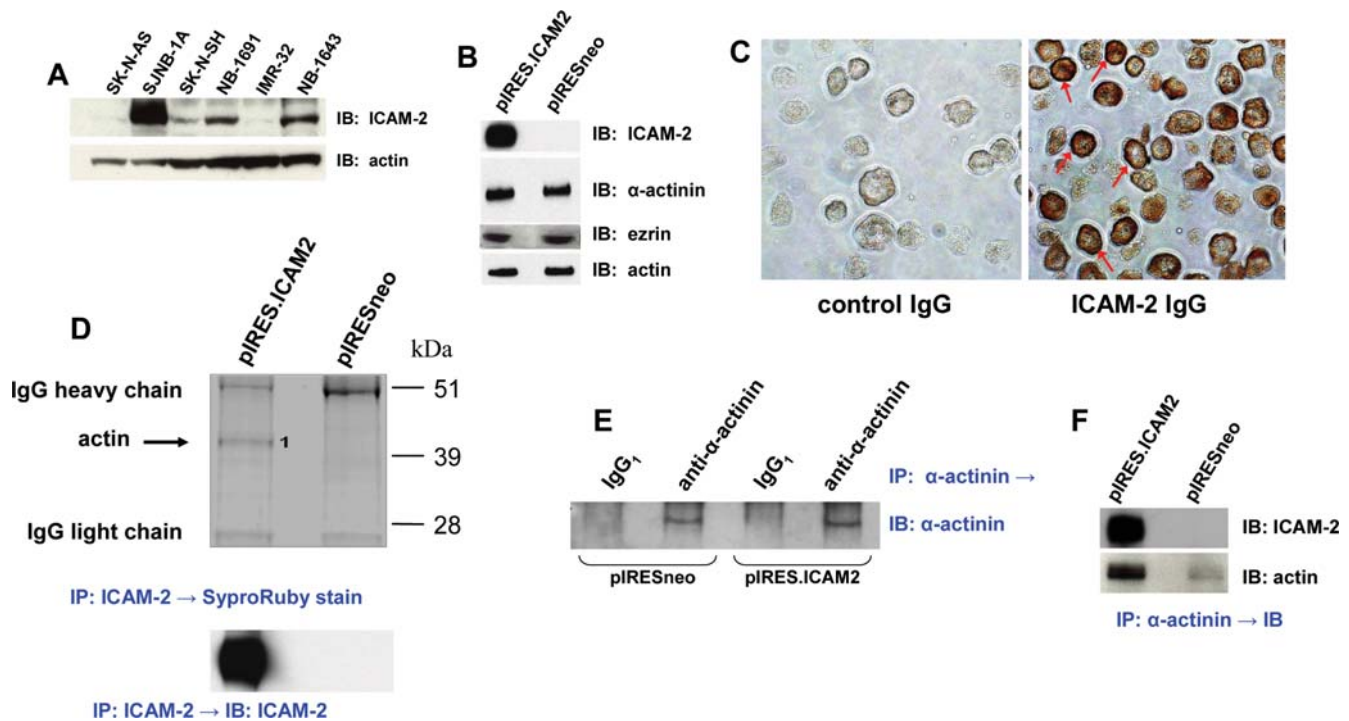 A
SK-N-AS
SJNB-1A
SK-N-SH
NB-1691
IMR-32
NB-1643
IB: ICAM-2
IB: actin
B
pIRES.ICAM2
pIRESneo
IB: ICAM-2
IB: α-actinin
IB: ezrin
IB: actin
C
control IgG
ICAM-2 IgG
D
pIRES.ICAM2
pIRESneo
kDa
IgG heavy chain
51
actin
1
39
IgG light chain
28
IP: ICAM-2 → SyproRuby stain
IP: ICAM-2 → IB: ICAM-2
E
IgG₁
anti-α-actinin
IgG₁
anti-α-actinin
IP: α-actinin →
IB: α-actinin
pIRESneo
pIRES.ICAM2
F
pIRES.ICAM2
pIRESneo
IB: ICAM-2
IB: actin
IP: α-actinin → IB